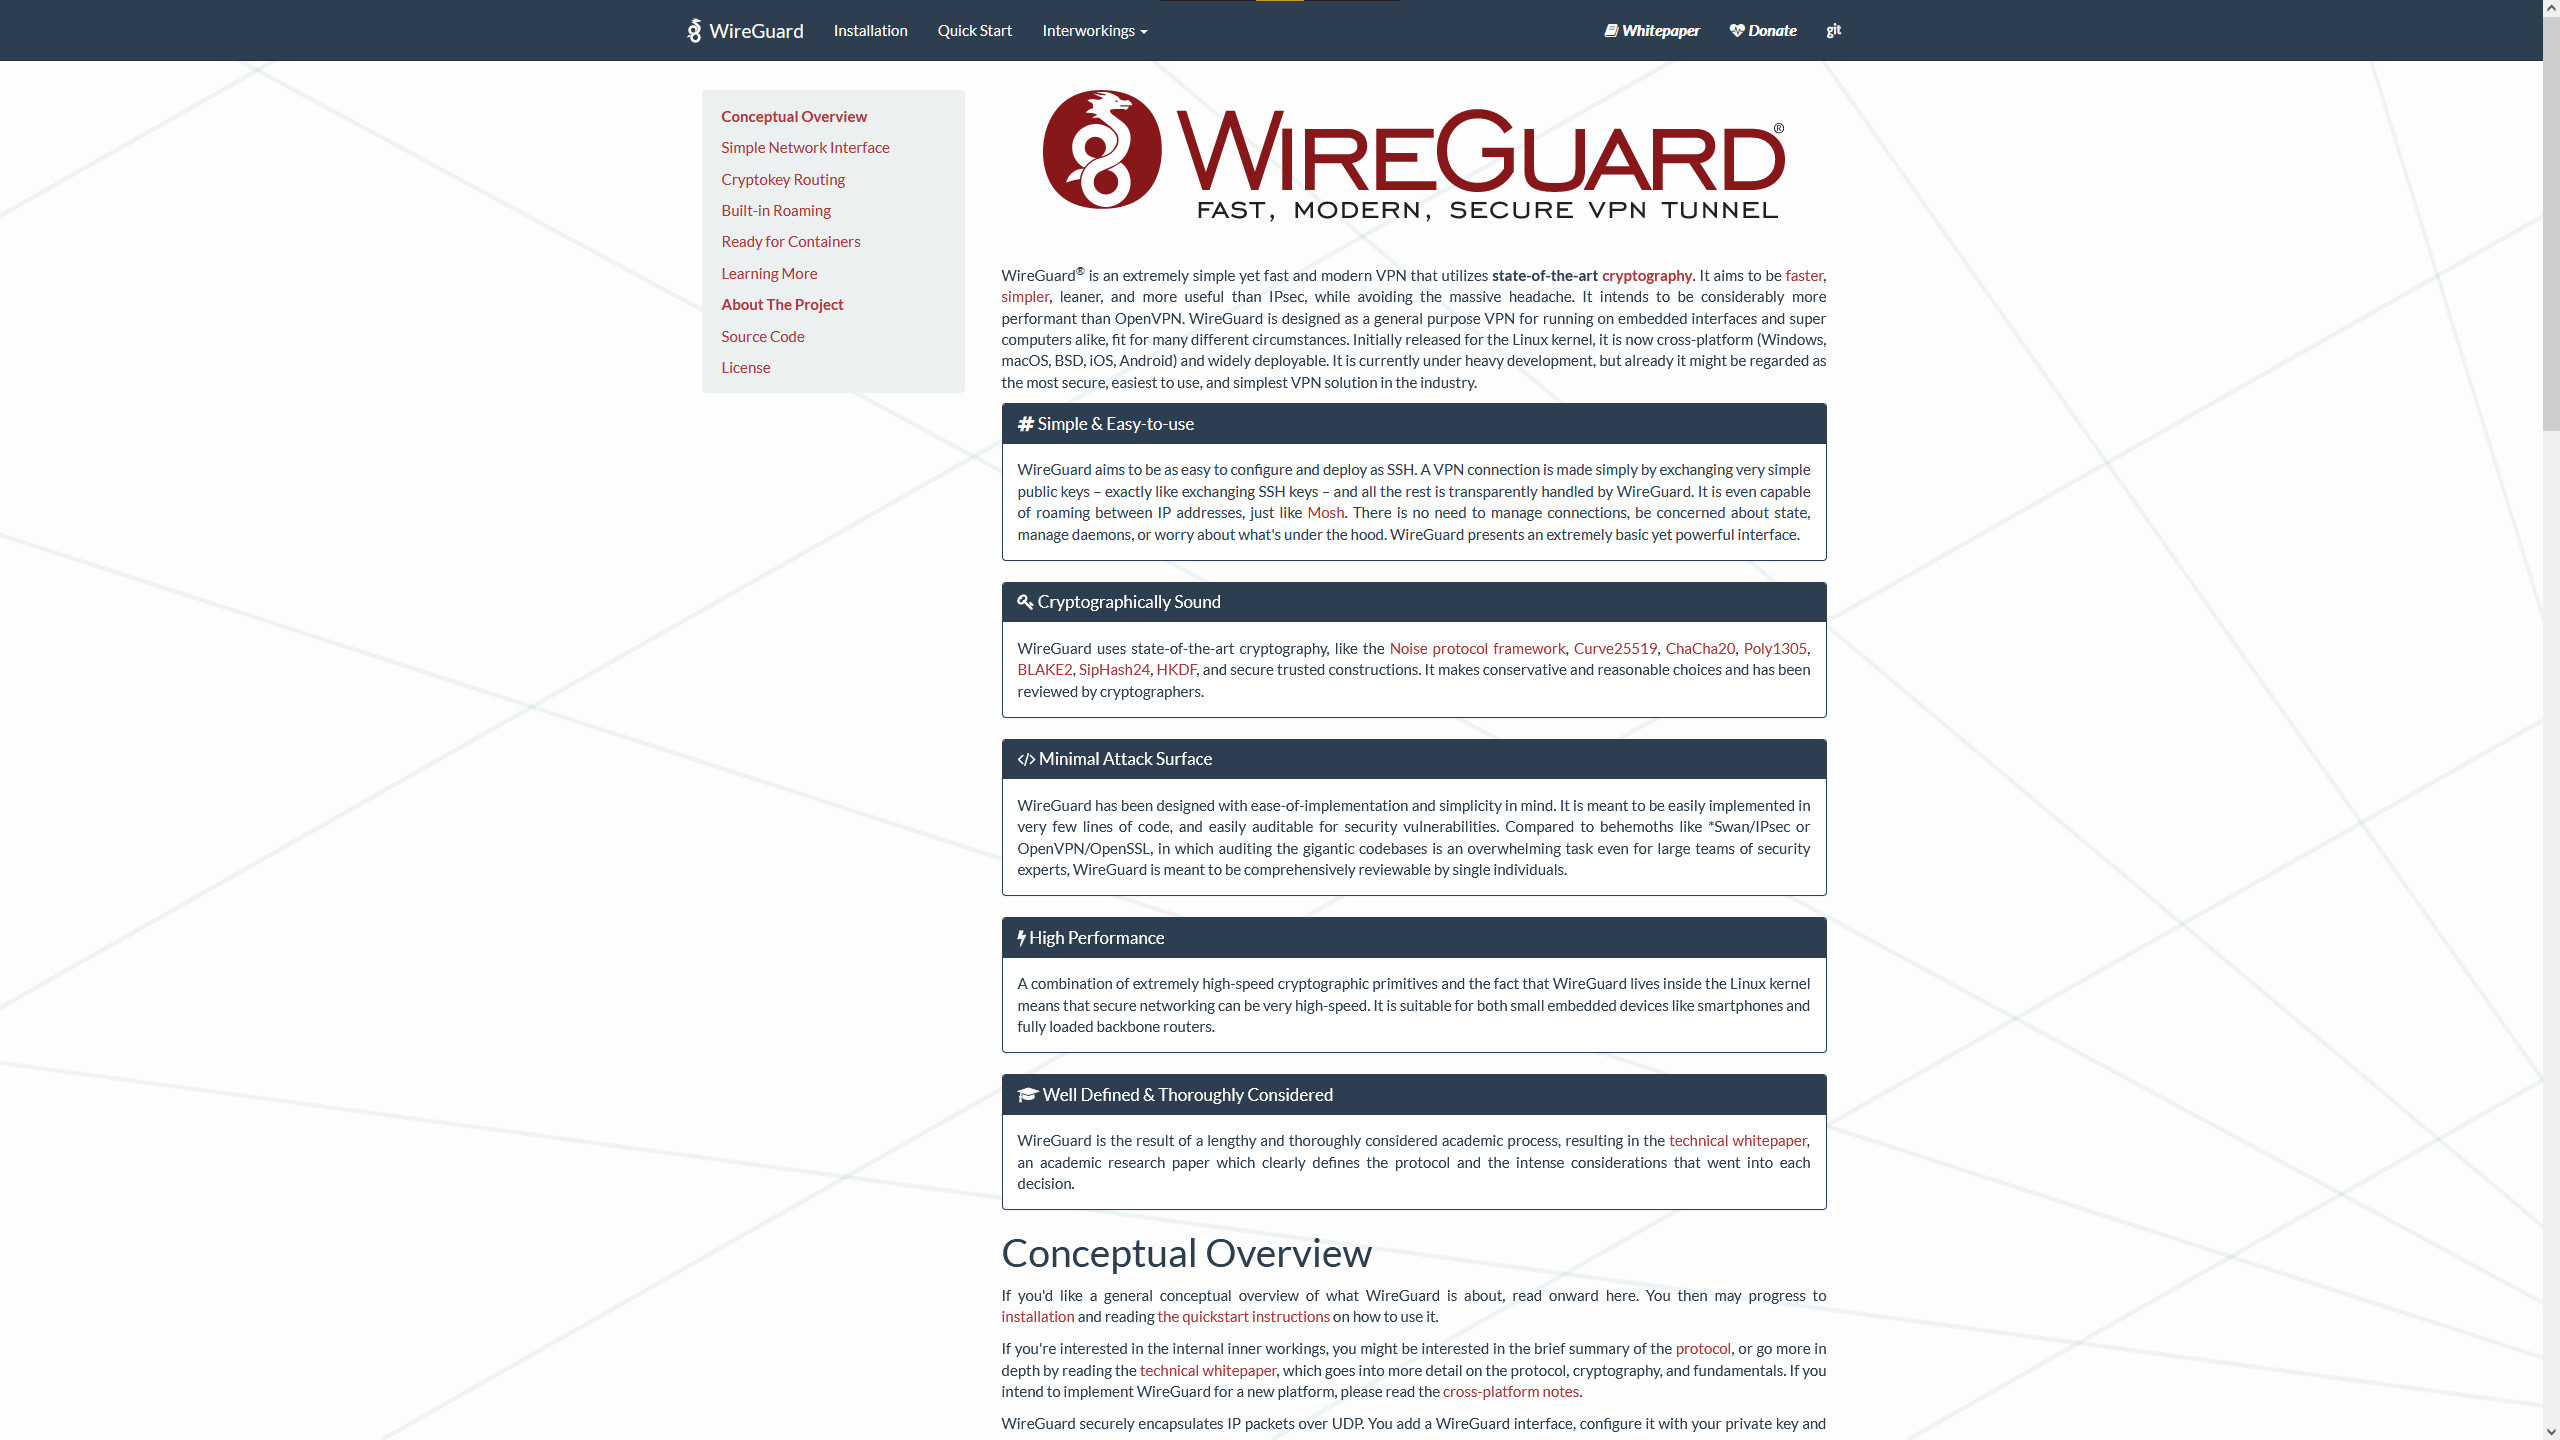 WireGuard Installation Quick Start Interworkings Whitepaper Donate git
Conceptual Overview
Simple Network Interface
Cryptokey Routing
Built-in Roaming
Ready for Containers
Learning More
About The Project
Source Code
License
WIREGUARD®
FAST, MODERN, SECURE VPN TUNNEL
WireGuard® is an extremely simple yet fast and modern VPN that utilizes state-of-the-art cryptography. It aims to be faster,
simpler, leaner, and more useful than IPsec, while avoiding the massive headache. It intends to be considerably more
performant than OpenVPN. WireGuard is designed as a general purpose VPN for running on embedded interfaces and super
computers alike, fit for many different circumstances. Initially released for the Linux kernel, it is now cross-platform (Windows,
macOS, BSD, iOS, Android) and widely deployable. It is currently under heavy development, but already it might be regarded as
the most secure, easiest to use, and simplest VPN solution in the industry.
Simple & Easy-to-use
WireGuard aims to be as easy to configure and deploy as SSH. A VPN connection is made simply by exchanging very simple
public keys – exactly like exchanging SSH keys – and all the rest is transparently handled by WireGuard. It is even capable
of roaming between IP addresses, just like Mosh. There is no need to manage connections, be concerned about state,
manage daemons, or worry about what's under the hood. WireGuard presents an extremely basic yet powerful interface.
Cryptographically Sound
WireGuard uses state-of-the-art cryptography, like the Noise protocol framework, Curve25519, ChaCha20, Poly1305,
BLAKE2, SipHash24, HKDF, and secure trusted constructions. It makes conservative and reasonable choices and has been
reviewed by cryptographers.
Minimal Attack Surface
WireGuard has been designed with ease-of-implementation and simplicity in mind. It is meant to be easily implemented in
very few lines of code, and easily auditable for security vulnerabilities. Compared to behemoths like *Swan/IPsec or
OpenVPN/OpenSSL, in which auditing the gigantic codebases is an overwhelming task even for large teams of security
experts, WireGuard is meant to be comprehensively reviewable by single individuals.
High Performance
A combination of extremely high-speed cryptographic primitives and the fact that WireGuard lives inside the Linux kernel
means that secure networking can be very high-speed. It is suitable for both small embedded devices like smartphones and
fully loaded backbone routers.
Well Defined & Thoroughly Considered
WireGuard is the result of a lengthy and thoroughly considered academic process, resulting in the technical whitepaper,
an academic research paper which clearly defines the protocol and the intense considerations that went into each
decision.
Conceptual Overview
If you'd like a general conceptual overview of what WireGuard is about, read onward here. You then may progress to
installation and reading the quickstart instructions on how to use it.
If you're interested in the internal inner workings, you might be interested in the brief summary of the protocol, or go more in
depth by reading the technical whitepaper, which goes into more detail on the protocol, cryptography, and fundamentals. If you
intend to implement WireGuard for a new platform, please read the cross-platform notes.
WireGuard securely encapsulates IP packets over UDP. You add a WireGuard interface, configure it with your private key and